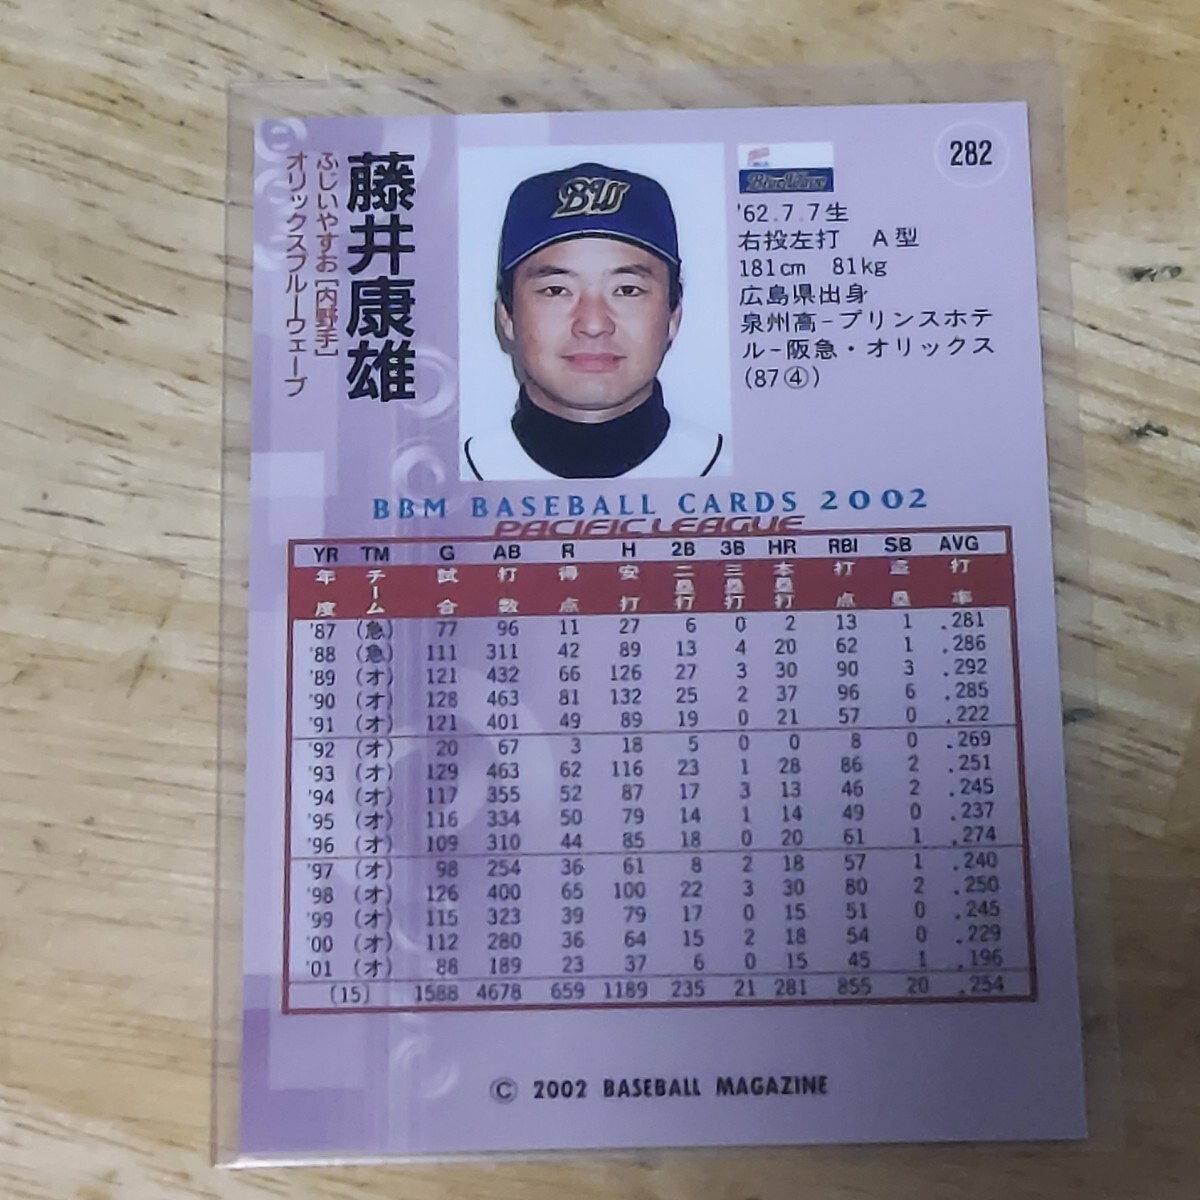 282
藤井康雄
ふじいやすお [内野手]
オリックスブルーウェーブ
BW
Blue Wave
'62.7.7生
右投左打 A型
181cm 81kg
広島県出身
泉州高-プリンスホテ
ル-阪急・オリックス
(87④)
BBM BASEBALL CARDS 2002
PACIFIC LEAGUE
YR TM G AB R H 2B 3B HR RBI SB AVG
年度 チーム 試合 打数 得点 安打 二塁打 三塁打 本塁打 打点 盗塁 打率
'87 (急) 77 96 11 27 6 0 2 13 1 .281
'88 (急) 111 311 42 89 13 4 20 62 1 .286
'89 (オ) 121 432 66 126 27 3 30 90 3 .292
'90 (オ) 128 463 81 132 25 2 37 96 6 .285
'91 (オ) 121 401 49 89 19 0 21 57 0 .222
'92 (オ) 20 67 3 18 5 0 0 8 0 .269
'93 (オ) 129 463 62 116 23 1 28 86 2 .251
'94 (オ) 117 355 52 87 17 3 13 46 2 .245
'95 (オ) 116 334 50 79 14 1 14 49 0 .237
'96 (オ) 109 310 44 85 18 0 20 61 1 .274
'97 (オ) 98 254 36 61 8 2 18 57 1 .240
'98 (オ) 126 400 65 100 22 3 30 80 2 .250
'99 (オ) 115 323 39 79 17 0 15 51 0 .245
'00 (オ) 112 280 36 64 15 2 18 54 0 .229
'01 (オ) 88 189 23 37 6 0 15 45 1 .196
(15) 1588 4678 659 1189 235 21 281 855 20 .254
© 2002 BASEBALL MAGAZINE